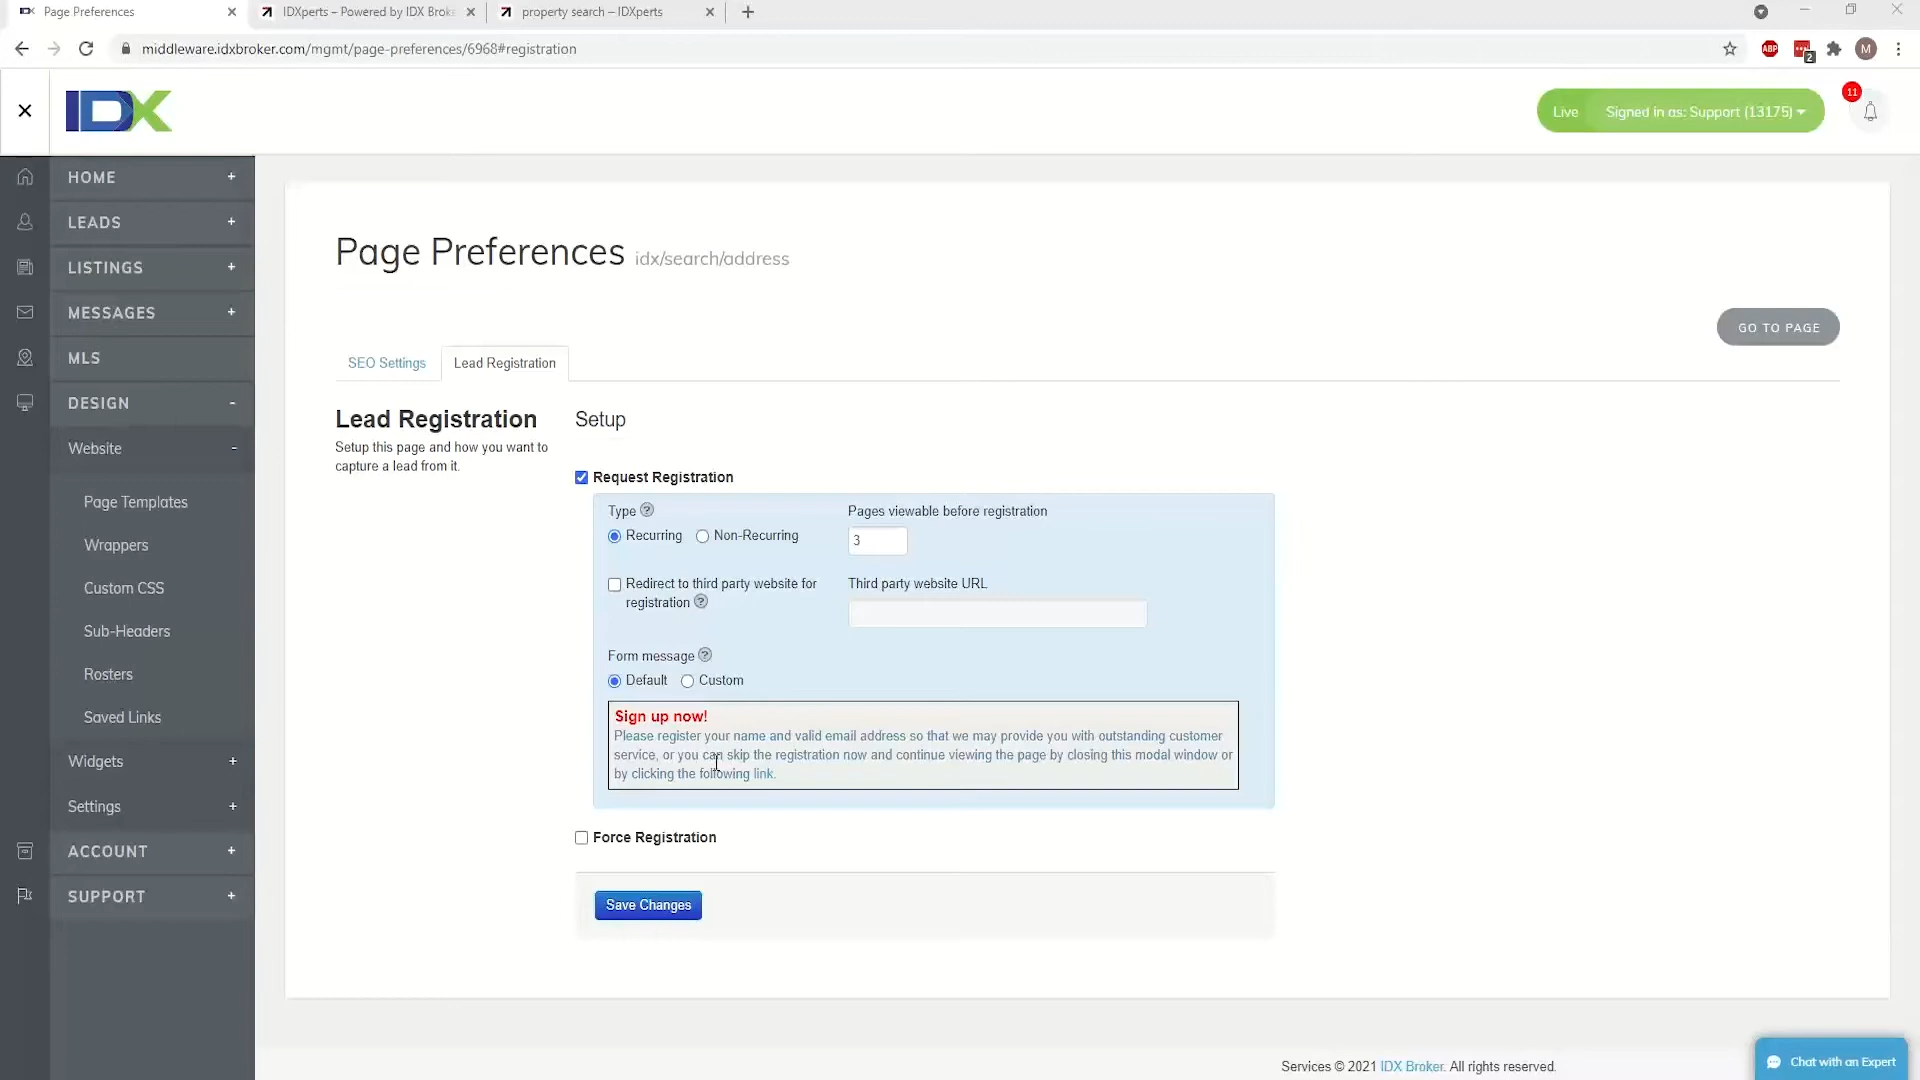 Page Preferences
IDXperts – Powered by IDX Broke
property search – IDXperts
middleware.idxbroker.com/mgmt/page-preferences/6968#registration
ABP
2
M
IDX
Live Signed in as: Support (13175)
11
HOME +
LEADS +
LISTINGS +
MESSAGES +
MLS
DESIGN -
Website -
Page Templates
Wrappers
Custom CSS
Sub-Headers
Rosters
Saved Links
Widgets +
Settings +
ACCOUNT +
SUPPORT +
Page Preferences idx/search/address
GO TO PAGE
SEO Settings
Lead Registration
Lead Registration
Setup this page and how you want to
capture a lead from it.
Setup
Request Registration
Type ?
Pages viewable before registration
Recurring Non-Recurring
3
Redirect to third party website for
registration ?
Third party website URL
Form message ?
Default Custom
Sign up now!
Please register your name and valid email address so that we may provide you with outstanding customer
service, or you can skip the registration now and continue viewing the page by closing this modal window or
by clicking the following link.
Force Registration
Save Changes
Services © 2021 IDX Broker. All rights reserved.
Chat with an Expert